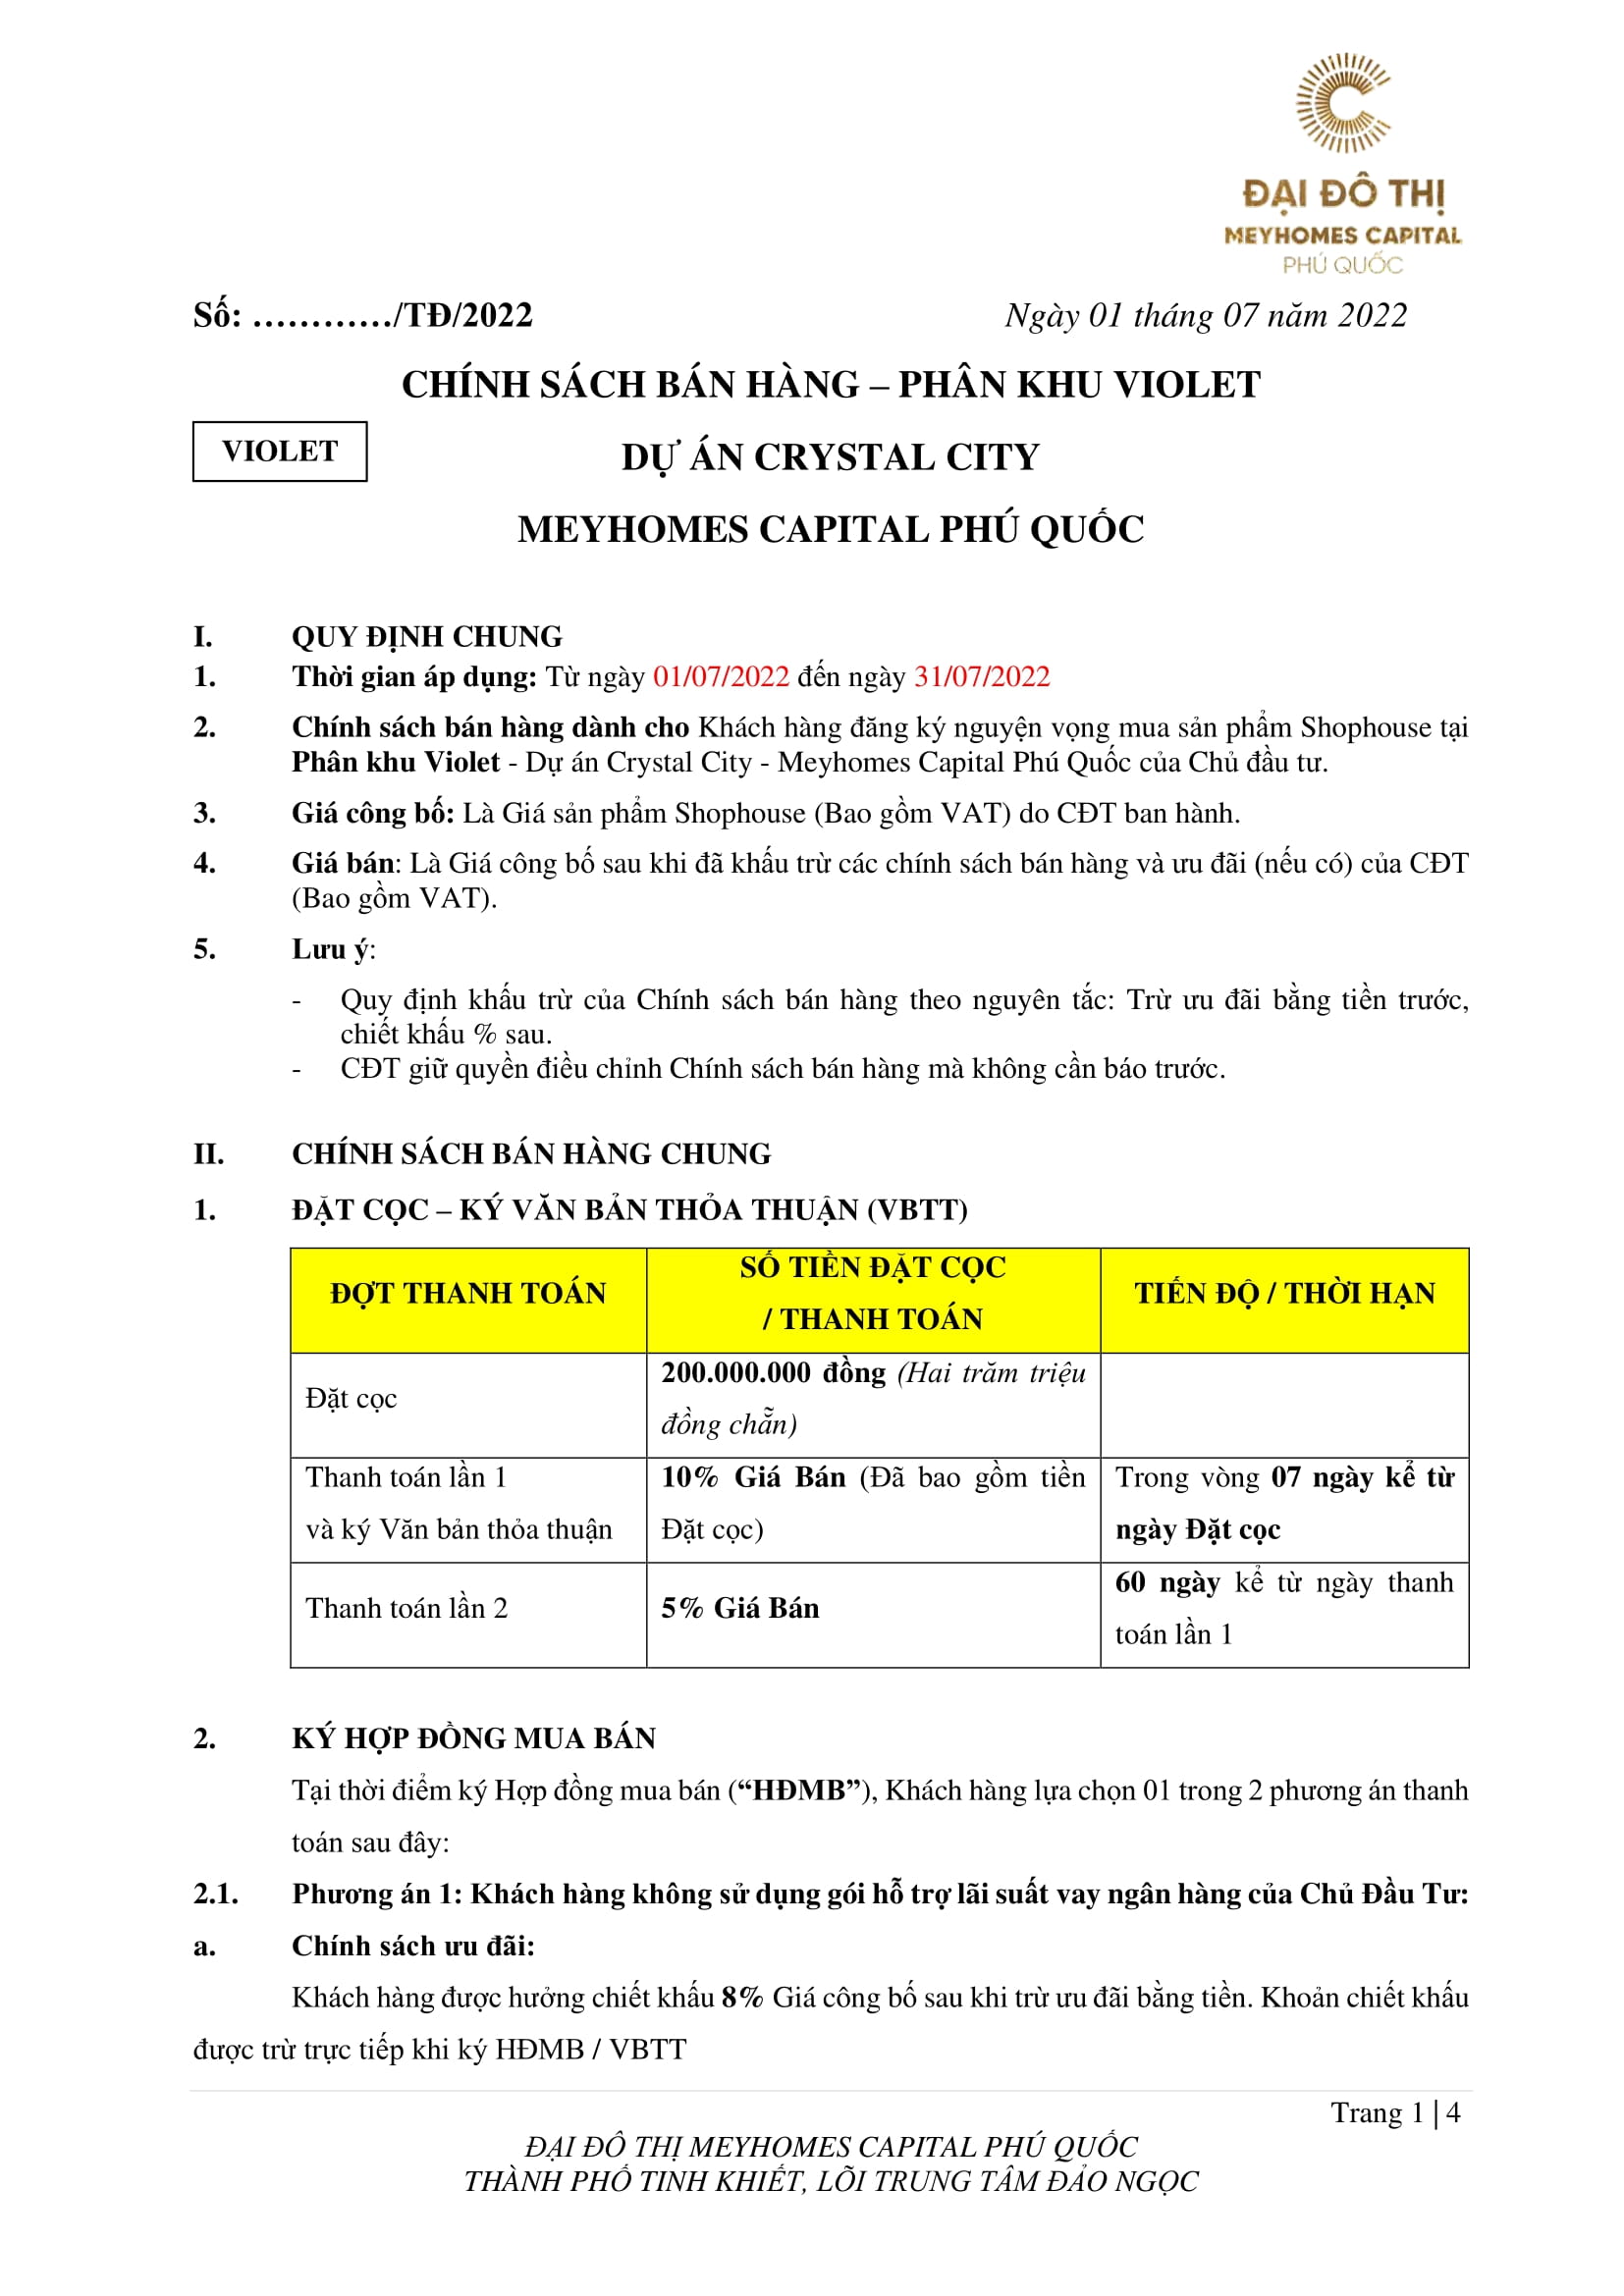 ĐẠI ĐÔ THỊ
MEYHOMES CAPITAL
PHÚ QUỐC
Số: …………/TĐ/2022
Ngày 01 tháng 07 năm 2022
CHÍNH SÁCH BÁN HÀNG – PHÂN KHU VIOLET
VIOLET
DỰ ÁN CRYSTAL CITY
MEYHOMES CAPITAL PHÚ QUỐC
I. QUY ĐỊNH CHUNG
1. Thời gian áp dụng: Từ ngày 01/07/2022 đến ngày 31/07/2022
2. Chính sách bán hàng dành cho Khách hàng đăng ký nguyện vọng mua sản phẩm Shophouse tại
Phân khu Violet - Dự án Crystal City - Meyhomes Capital Phú Quốc của Chủ đầu tư.
3. Giá công bố: Là Giá sản phẩm Shophouse (Bao gồm VAT) do CĐT ban hành.
4. Giá bán: Là Giá công bố sau khi đã khấu trừ các chính sách bán hàng và ưu đãi (nếu có) của CĐT
(Bao gồm VAT).
5. Lưu ý:
- Quy định khấu trừ của Chính sách bán hàng theo nguyên tắc: Trừ ưu đãi bằng tiền trước,
chiết khấu % sau.
- CĐT giữ quyền điều chỉnh Chính sách bán hàng mà không cần báo trước.
II. CHÍNH SÁCH BÁN HÀNG CHUNG
1. ĐẶT CỌC – KÝ VĂN BẢN THỎA THUẬN (VBTT)
ĐỢT THANH TOÁN
SỐ TIỀN ĐẶT CỌC
/ THANH TOÁN
TIẾN ĐỘ / THỜI HẠN
Đặt cọc
200.000.000 đồng (Hai trăm triệu
đồng chẵn)
Thanh toán lần 1
và ký Văn bản thỏa thuận
10% Giá Bán (Đã bao gồm tiền
Đặt cọc)
Trong vòng 07 ngày kể từ
ngày Đặt cọc
Thanh toán lần 2
5% Giá Bán
60 ngày kể từ ngày thanh
toán lần 1
2. KÝ HỢP ĐỒNG MUA BÁN
Tại thời điểm ký Hợp đồng mua bán (“HĐMB”), Khách hàng lựa chọn 01 trong 2 phương án thanh
toán sau đây:
2.1. Phương án 1: Khách hàng không sử dụng gói hỗ trợ lãi suất vay ngân hàng của Chủ Đầu Tư:
a. Chính sách ưu đãi:
Khách hàng được hưởng chiết khấu 8% Giá công bố sau khi trừ ưu đãi bằng tiền. Khoản chiết khấu
được trừ trực tiếp khi ký HĐMB / VBTT
Trang 1 | 4
ĐẠI ĐÔ THỊ MEYHOMES CAPITAL PHÚ QUỐC
THÀNH PHỐ TINH KHIẾT, LÕI TRUNG TÂM ĐẢO NGỌC